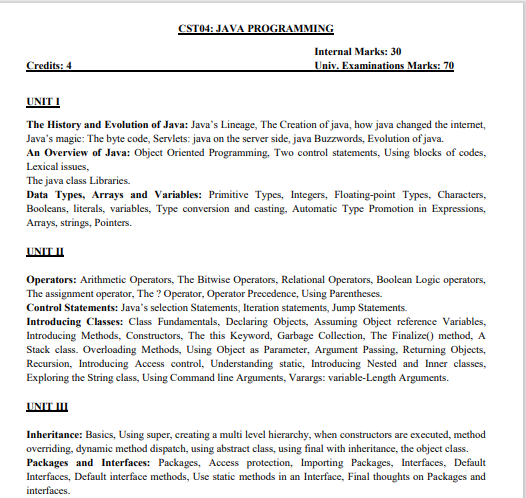 CST04: JAVA PROGRAMMING
Internal Marks: 30
Credits: 4 Univ. Examinations Marks: 70
UNIT I
The History and Evolution of Java: Java's Lineage, The Creation of java, how java changed the internet,
Java's magic: The byte code, Servlets: java on the server side, java Buzzwords, Evolution of java.
An Overview of Java: Object Oriented Programming, Two control statements, Using blocks of codes,
Lexical issues,
The java class Libraries.
Data Types, Arrays and Variables: Primitive Types, Integers, Floating-point Types, Characters,
Booleans, literals, variables, Type conversion and casting, Automatic Type Promotion in Expressions,
Arrays, strings, Pointers.
UNIT II
Operators: Arithmetic Operators, The Bitwise Operators, Relational Operators, Boolean Logic operators,
The assignment operator, The ? Operator, Operator Precedence, Using Parentheses.
Control Statements: Java's selection Statements, Iteration statements, Jump Statements.
Introducing Classes: Class Fundamentals, Declaring Objects, Assuming Object reference Variables,
Introducing Methods, Constructors, The this Keyword, Garbage Collection, The Finalize() method, A
Stack class. Overloading Methods, Using Object as Parameter, Argument Passing, Returning Objects,
Recursion, Introducing Access control, Understanding static, Introducing Nested and Inner classes,
Exploring the String class, Using Command line Arguments, Varargs: variable-Length Arguments.
UNIT III
Inheritance: Basics, Using super, creating a multi level hierarchy, when constructors are executed, method
overriding, dynamic method dispatch, using abstract class, using final with inheritance, the object class.
Packages and Interfaces: Packages, Access protection, Importing Packages, Interfaces, Default
Interfaces, Default interface methods, Use static methods in an Interface, Final thoughts on Packages and
interfaces.